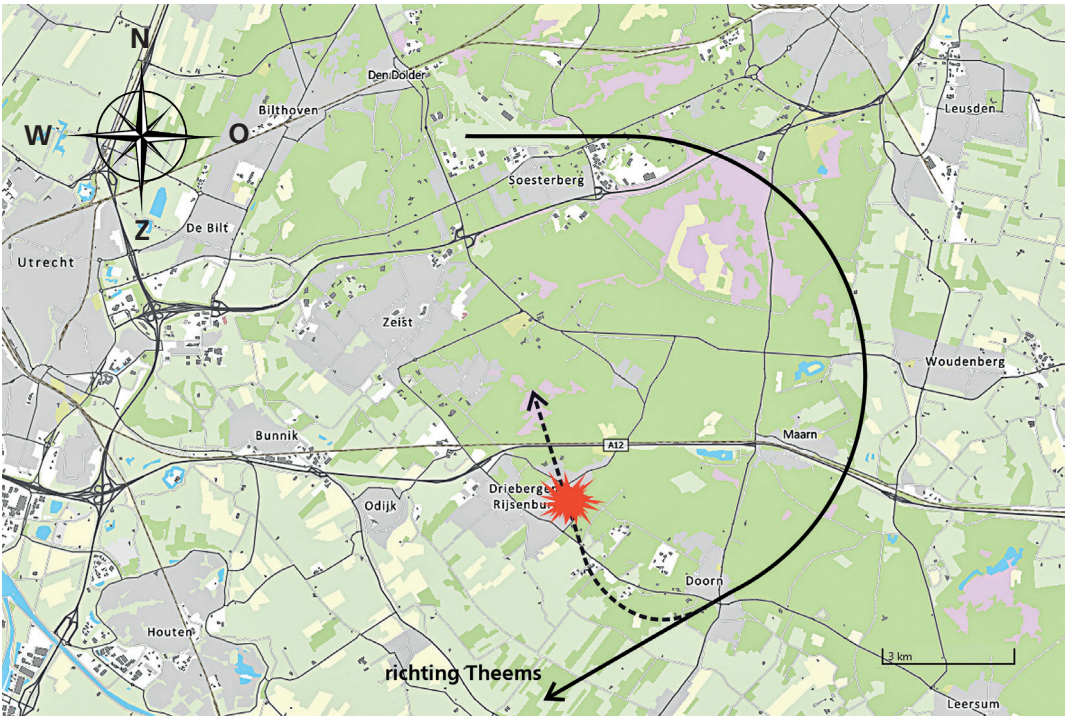 N
Den Dolder
Bilthoven
Leusden
W
O
Soesterberg
Z
De Bilt
Utrecht
Zeist
Woudenberg
Bunnik
Maarn
A12
Driebergen
Rijsenbu
Odijk
Doorn
Houten
3 km
richting Theems
Leersum